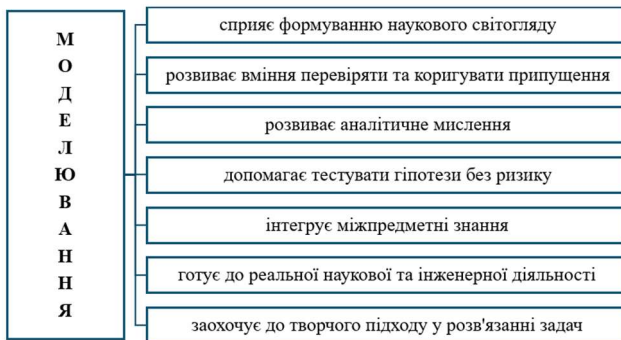 МОДЕЛЮВАННЯ
сприяє формуванню наукового світогляду
розвиває вміння перевіряти та коригувати припущення
розвиває аналітичне мислення
допомагає тестувати гіпотези без ризику
інтегрує міжпредметні знання
готує до реальної наукової та інженерної діяльності
заохочує до творчого підходу у розв'язанні задач